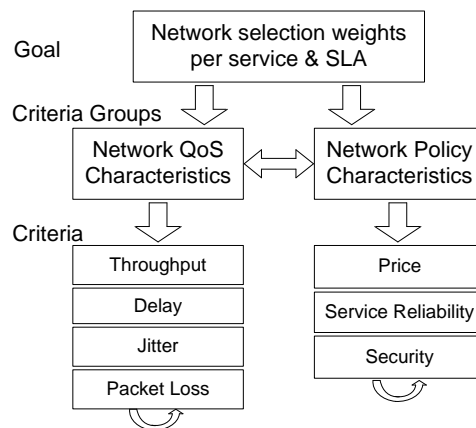 Goal
Network selection weights
per service & SLA
Criteria Groups
Network QoS
Characteristics
Network Policy
Characteristics
Criteria
Throughput
Delay
Jitter
Packet Loss
Price
Service Reliability
Security